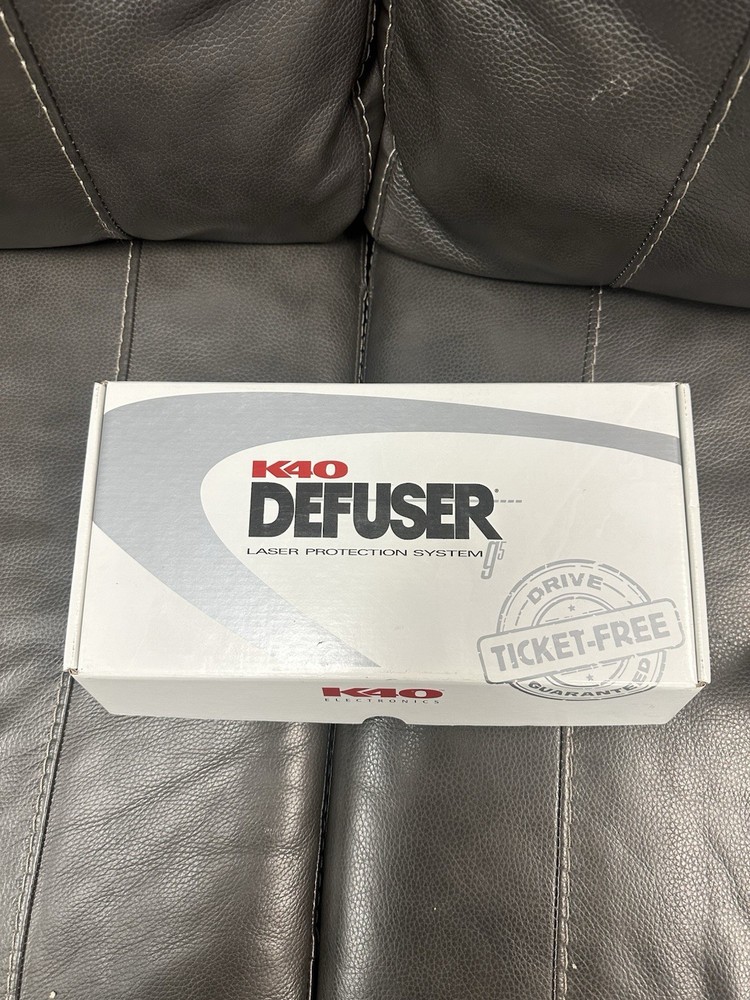 K40
DEFUSER
LASER PROTECTION SYSTEM g5
DRIVE
TICKET-FREE
GUARANTEED
K40
ELECTRONICS